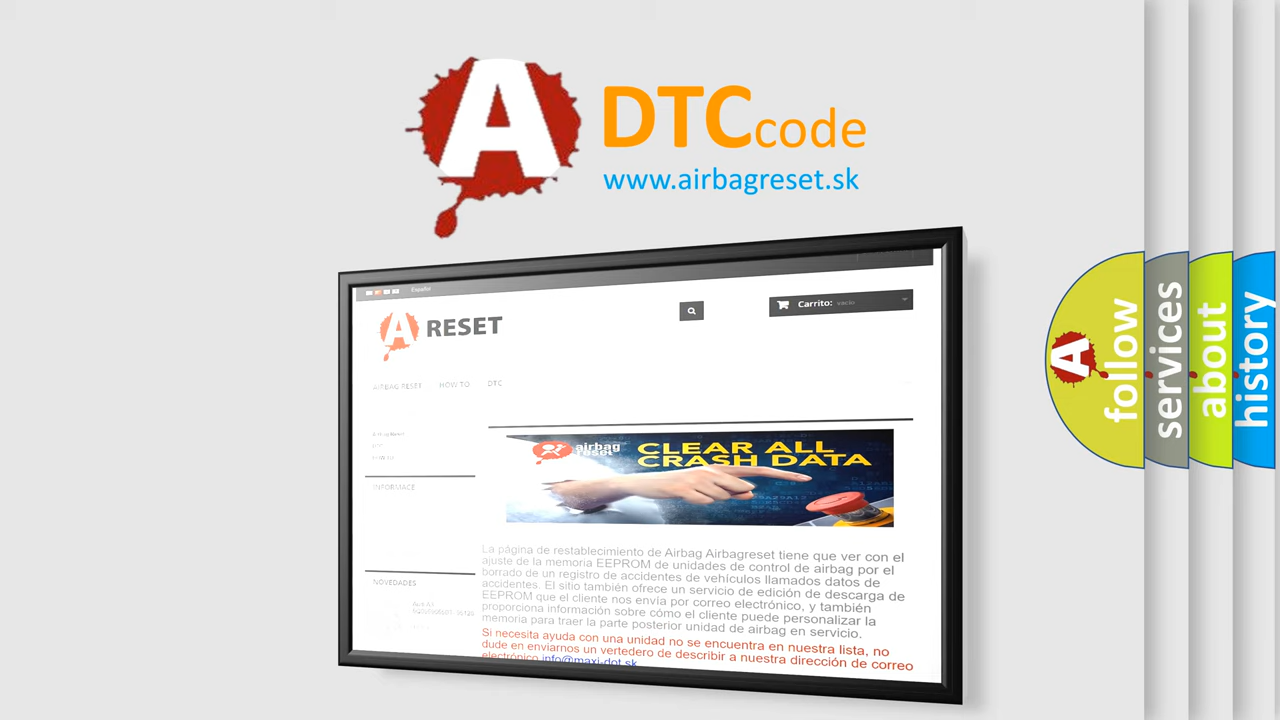 A
DTCcode
www.airbagreset.sk
Español
A RESET
Carrito: vacío
AIRBAG RESET HOW TO DTC
INFORMACE
NOVEDADES
airbag
reset
CLEAR ALL
CRASH DATA
La página de restablecimiento de Airbag Airbagreset tiene que ver con el
ajuste de la memoria EEPROM de unidades de control de airbag por el
borrado de un registro de accidentes de vehículos llamados datos de
accidentes. El sitio también ofrece un servicio de edición de descarga de
EEPROM que el cliente nos envía por correo electrónico, y también
proporciona información sobre cómo el cliente puede personalizar la
memoria para traer la parte posterior unidad de airbag en servicio.
Si necesita ayuda con una unidad no se encuentra en nuestra lista, no
dude en enviarnos un vertedero de describir a nuestra dirección de correo
electrónico info@maxi-dot.sk
A
follow
services
about
history